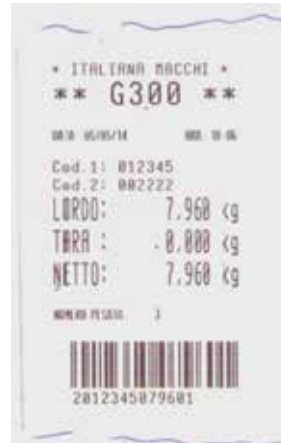 * ITALIANA MACCHI *
** G300 **
DATA 05/05/14
Cod.1: 012345
Cod.2: 002222
LORDO: 7,960 kg
TARA : 0,000 kg
NETTO: 7,960 kg
NUMERO PESATA 3
2012345079601